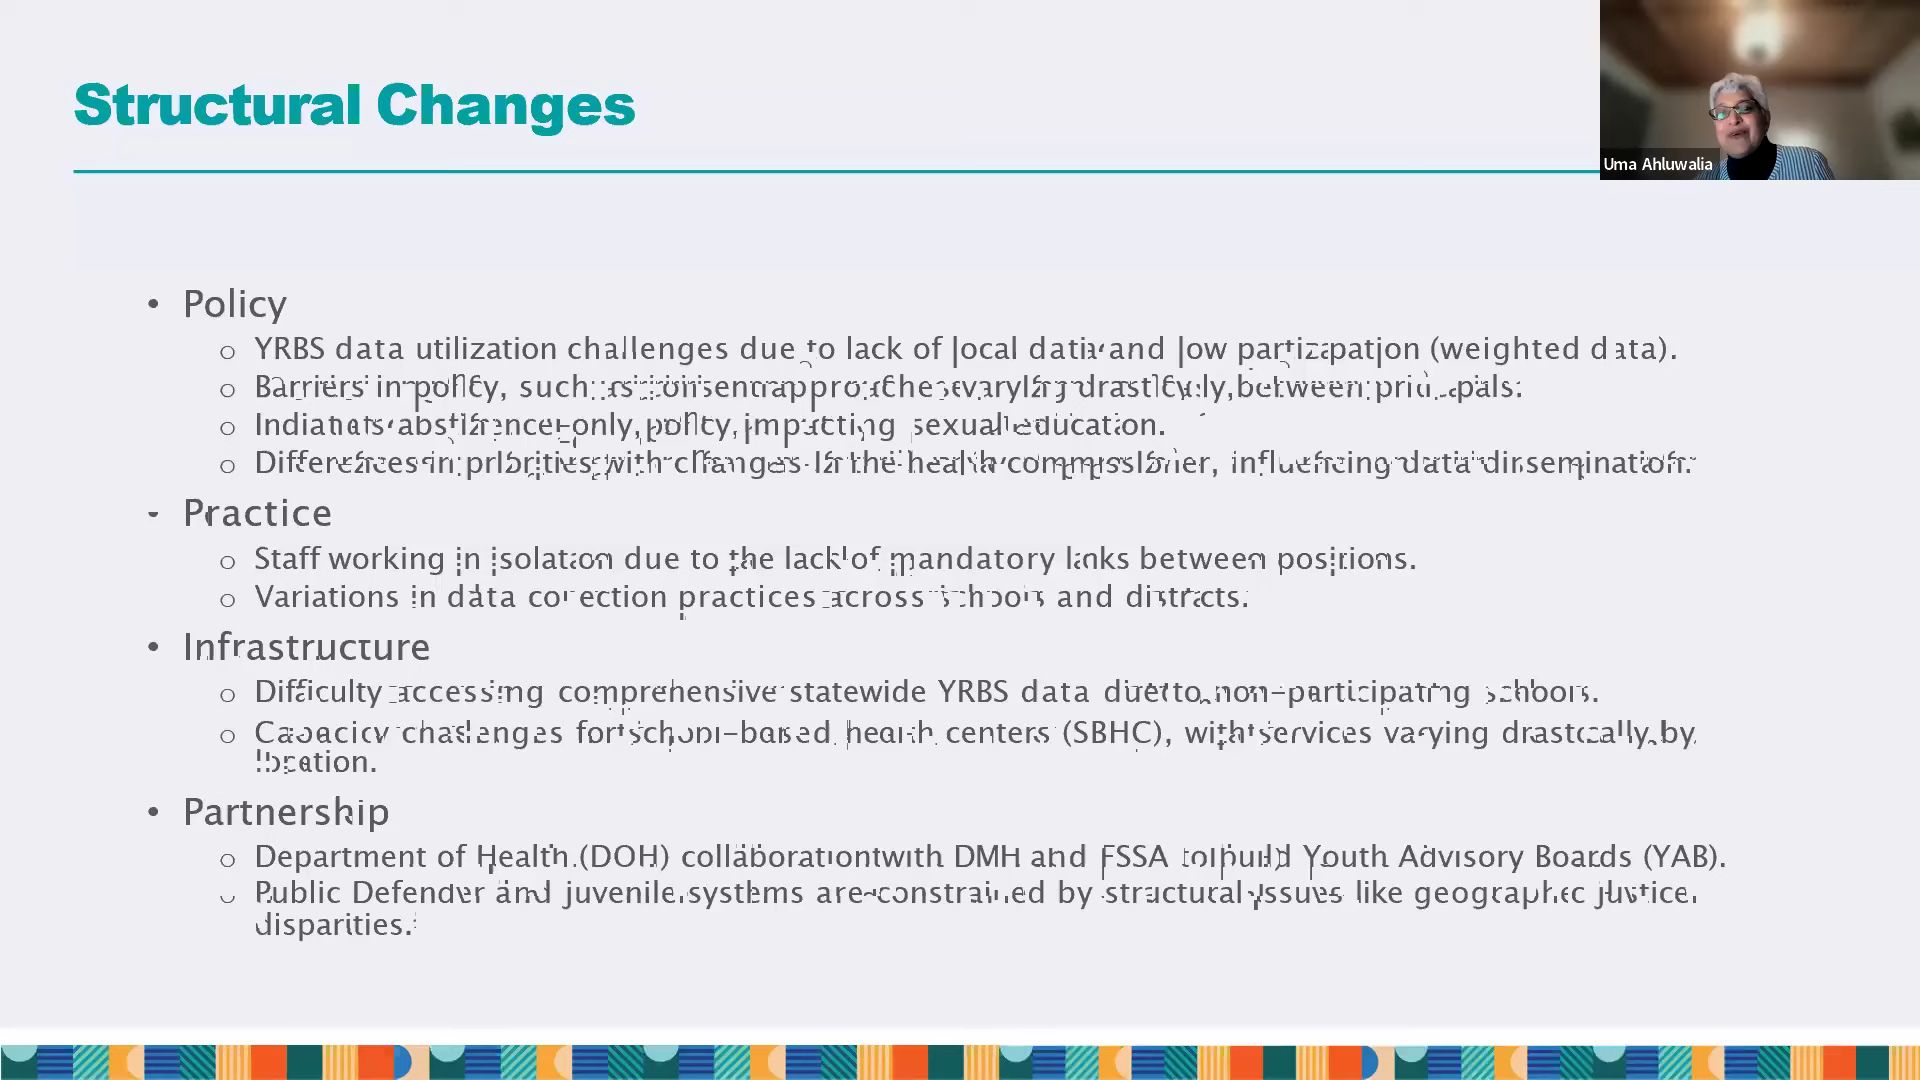 Structural Changes
Uma Ahluwalia
• Policy
o YRBS data utilization challenges due to lack of local data and low participation (weighted data).
o Barriers in policy, such as consent approaches varying drastically between principals.
o Indiana's abstinence-only policy, impacting sexual education.
o Differences in priorities with changes in the health commissioner, influencing data dissemination.
• Practice
o Staff working in isolation due to the lack of mandatory links between positions.
o Variations in data collection practices across schools and districts.
• Infrastructure
o Difficulty accessing comprehensive statewide YRBS data due to non-participating schools.
o Capacity challenges for school-based health centers (SBHC), with services varying drastically by
location.
• Partnership
o Department of Health (DOH) collaboration with DMH and FSSA to build Youth Advisory Boards (YAB).
o Public Defender and juvenile systems are constrained by structural issues like geographic justice
disparities.